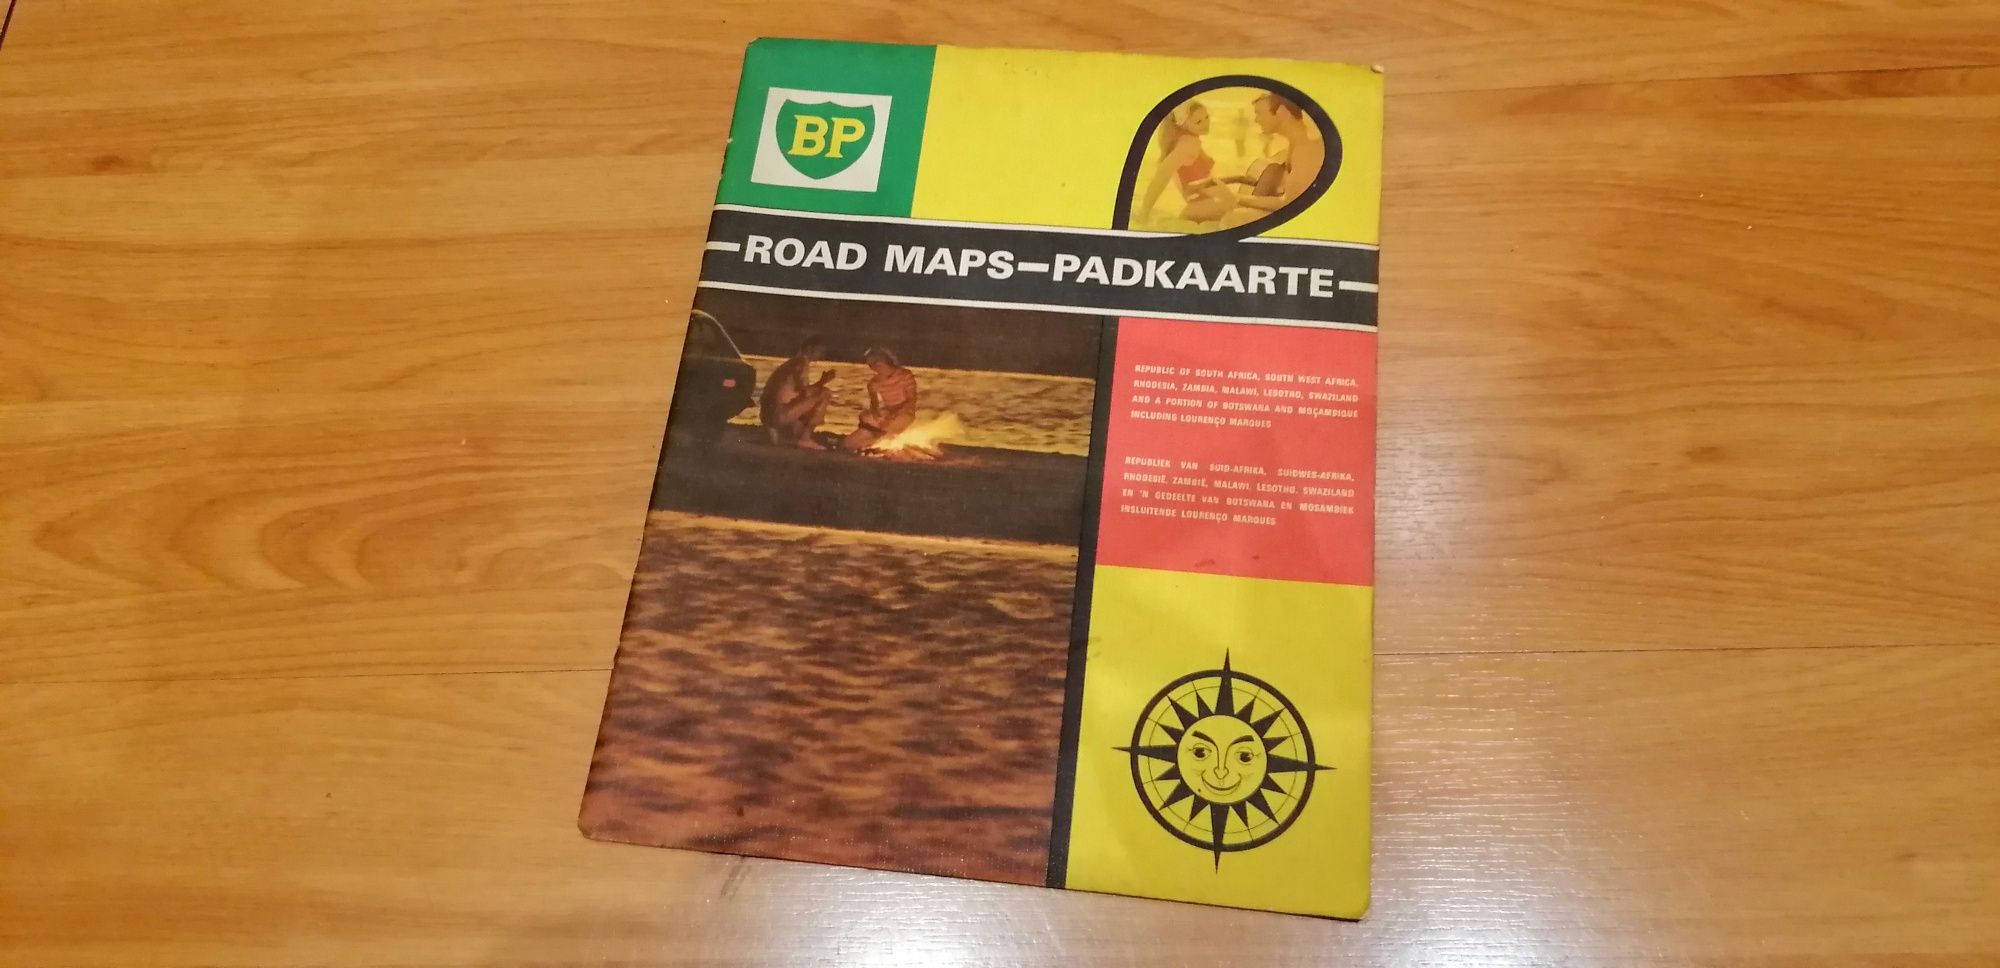 BP
—ROAD MAPS—PADKAARTE—
REPUBLIC OF SOUTH AFRICA, SOUTH WEST AFRICA,
RHODESIA, ZAMBIA, MALAWI, LESOTHO, SWAZILAND
AND A PORTION OF BOTSWANA AND MOÇAMBIQUE
INCLUDING LOURENÇO MARQUES
REPUBLIEK VAN SUID-AFRIKA, SUIDWES-AFRIKA,
RHODESIË, ZAMBIË, MALAWI, LESOTHO, SWAZILAND
EN 'N GEDEELTE VAN BOTSWANA EN MOSAMBIEK
INSLUITENDE LOURENÇO MARQUES